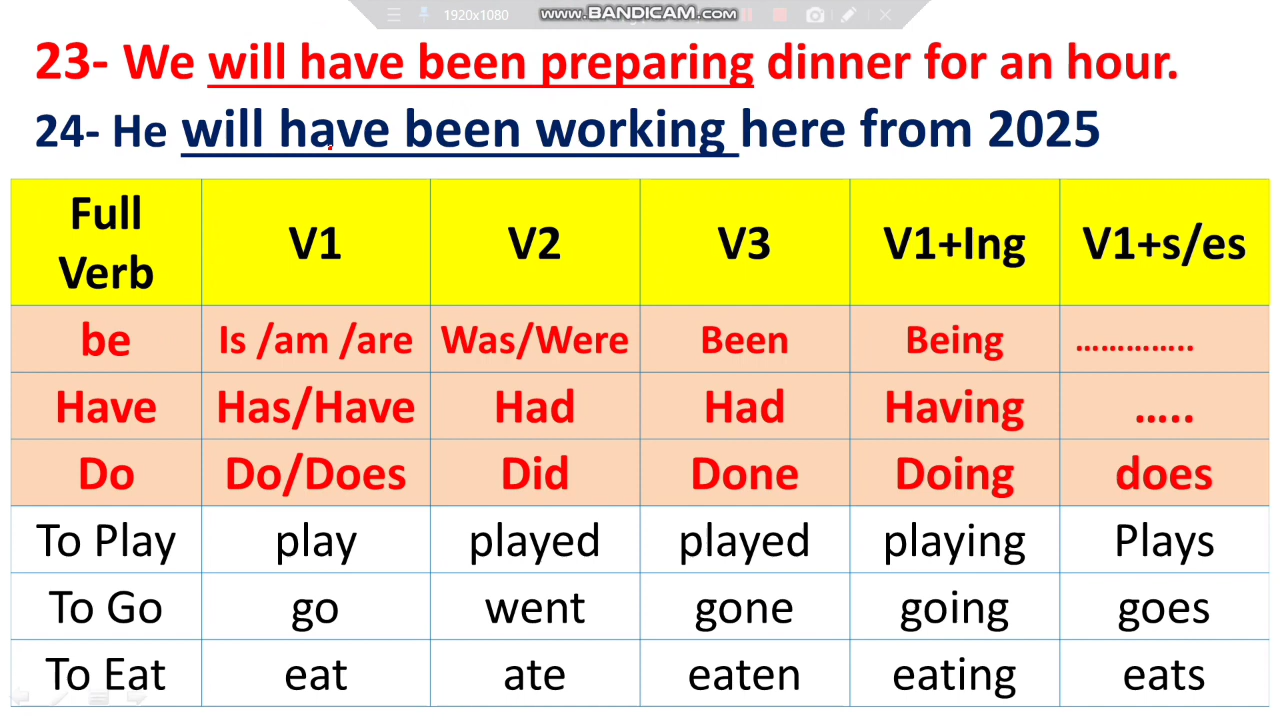 1920x1080
www.BANDICAM.com
23- We will have been preparing dinner for an hour.
24- He will have been working here from 2025
Full Verb V1 V2 V3 V1+Ing V1+s/es
be Is /am /are Was/Were Been Being …………..
Have Has/Have Had Had Having …..
Do Do/Does Did Done Doing does
To Play play played played playing Plays
To Go go went gone going goes
To Eat eat ate eaten eating eats